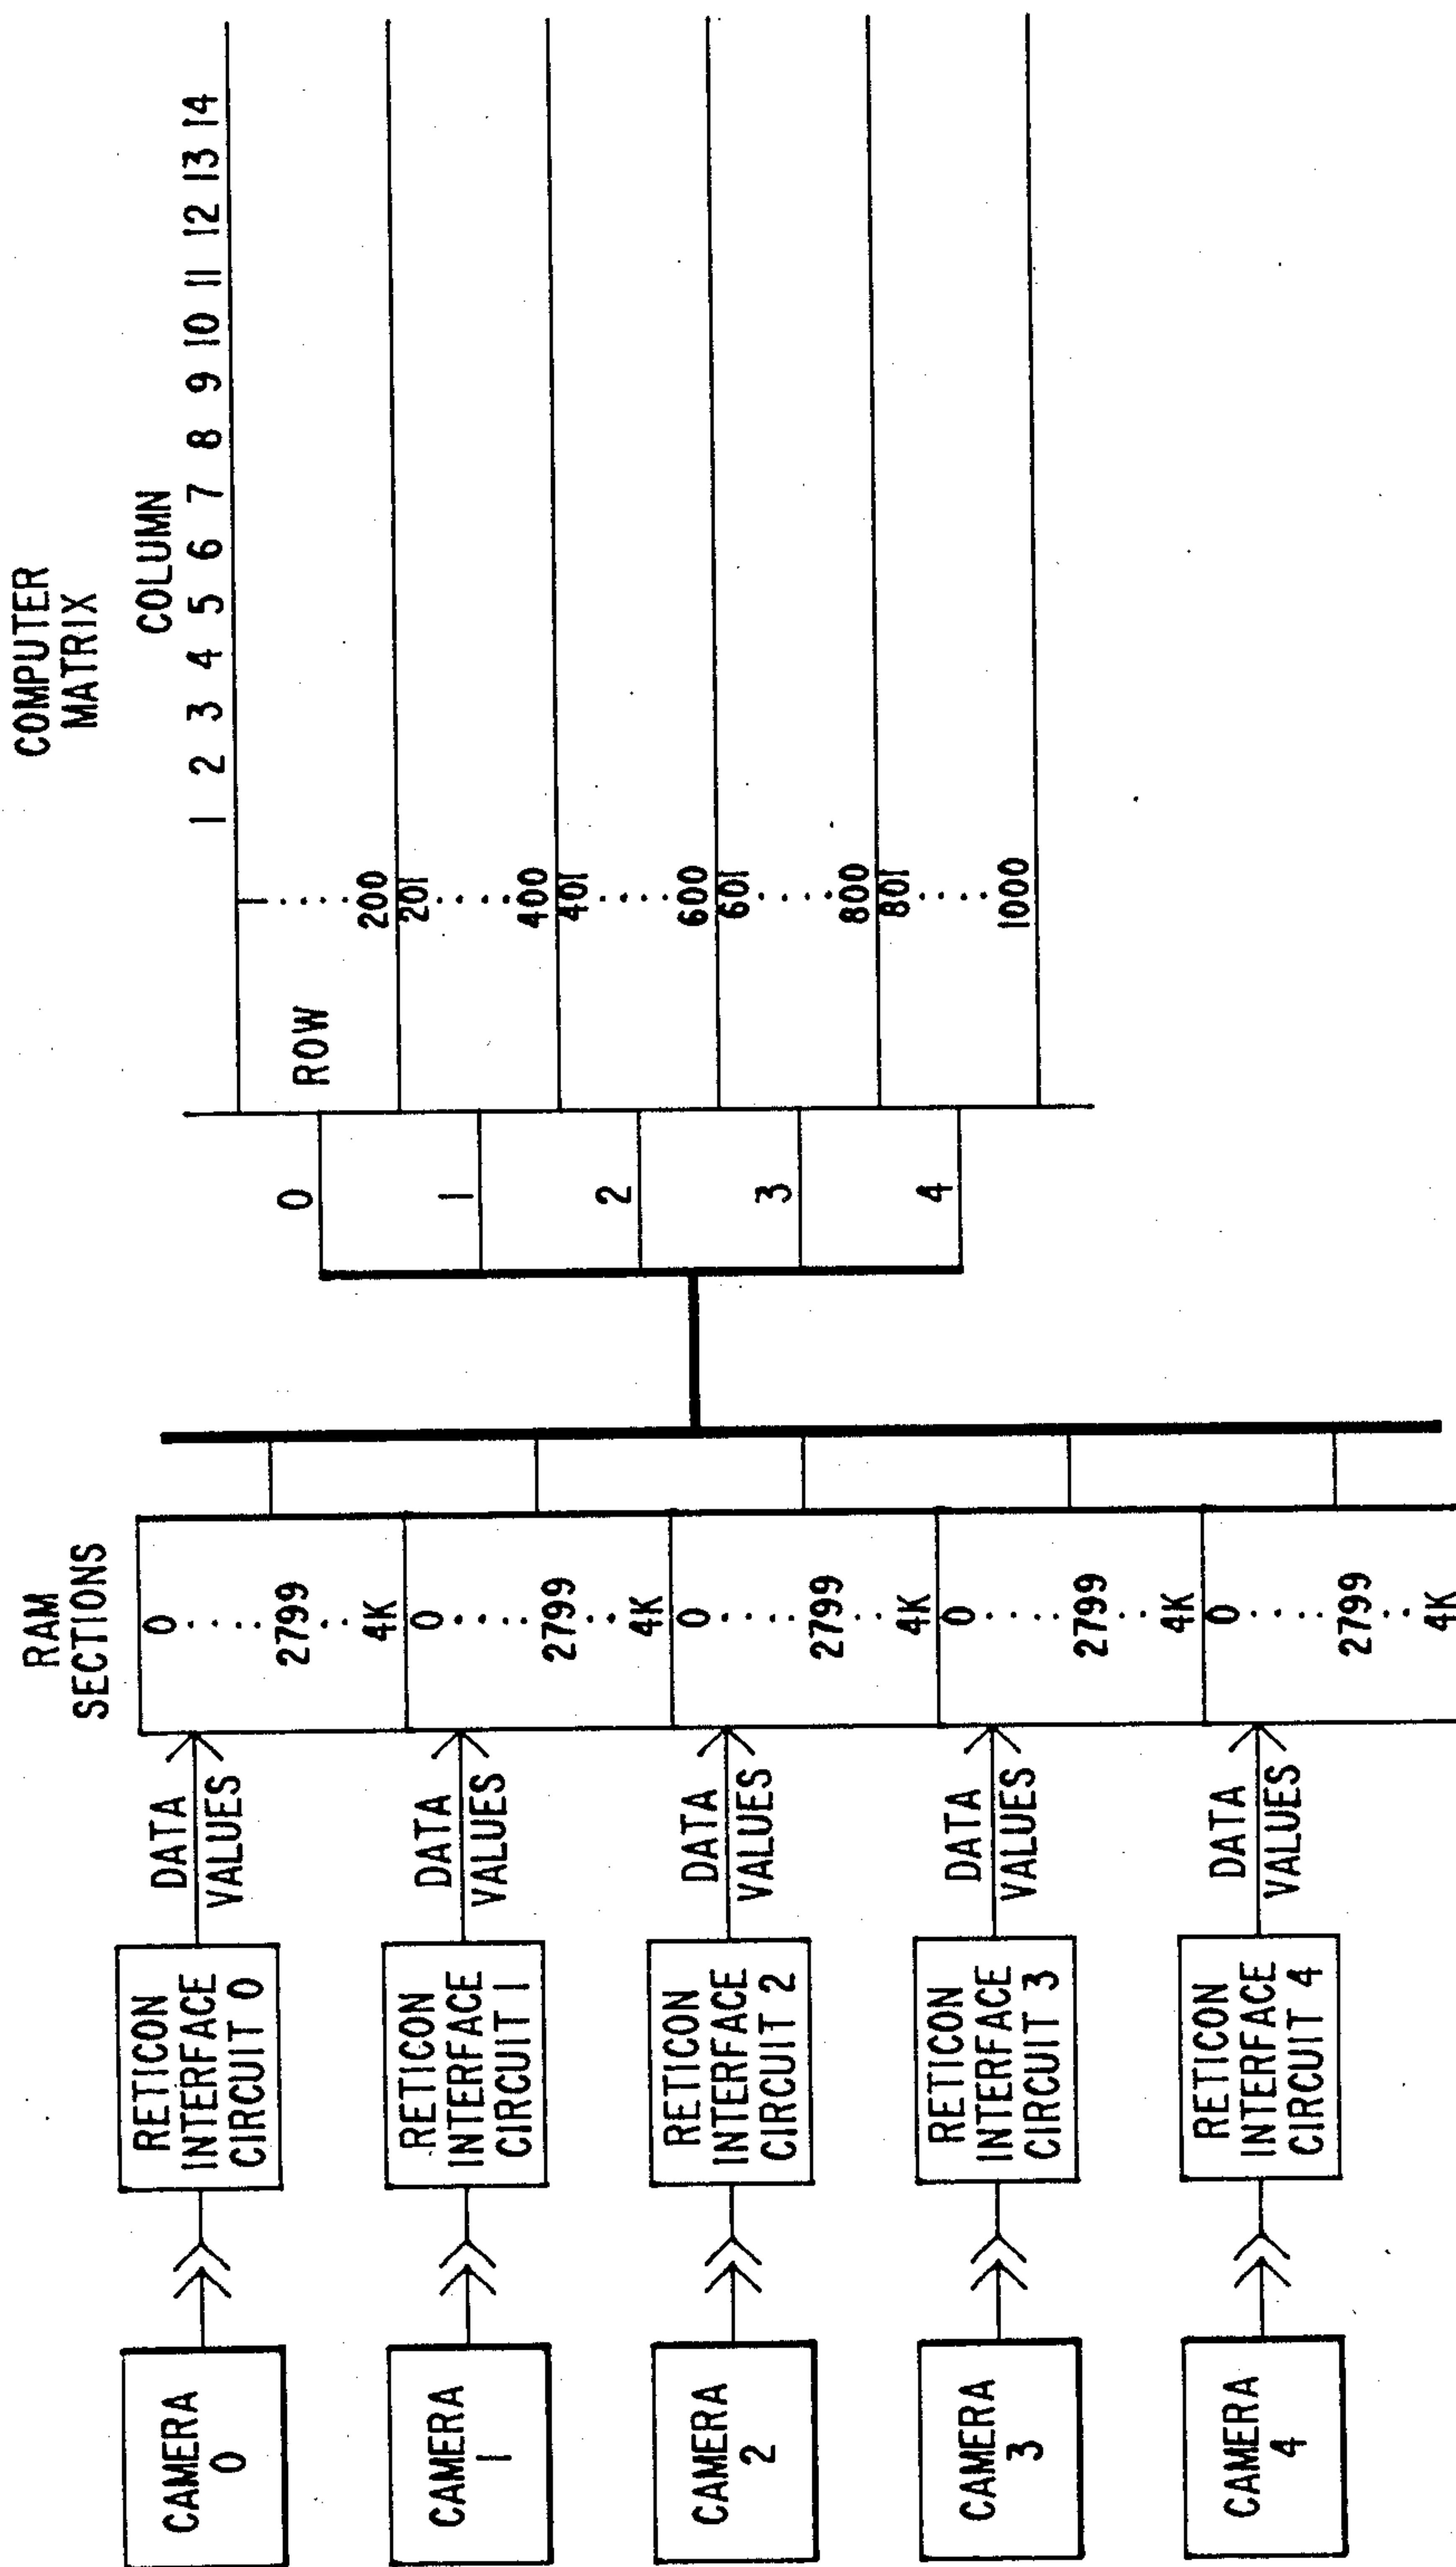 CAMERA
0
CAMERA
1
CAMERA
2
CAMERA
3
CAMERA
4
RETICON
INTERFACE
CIRCUIT 0
RETICON
INTERFACE
CIRCUIT 1
RETICON
INTERFACE
CIRCUIT 2
RETICON
INTERFACE
CIRCUIT 3
RETICON
INTERFACE
CIRCUIT 4
DATA
VALUES
DATA
VALUES
DATA
VALUES
DATA
VALUES
DATA
VALUES
RAM
SECTIONS
0
2799
4K
0
2799
4K
0
2799
4K
0
2799
4K
0
2799
4K
0
1
2
3
4
COMPUTER
MATRIX
COLUMN
1 2 3 4 5 6 7 8 9 10 11 12 13 14
ROW
1
200
201
400
401
600
601
800
801
1000